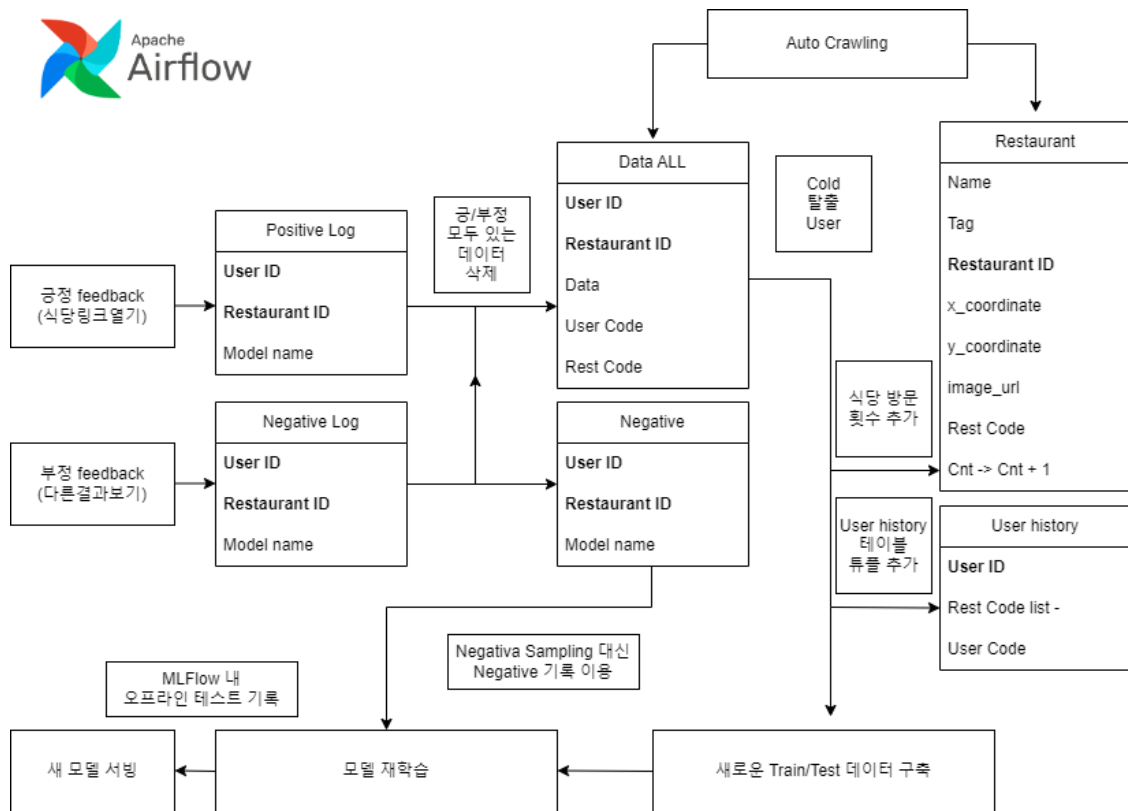 Apache
Airflow
Auto Crawling
Data ALL
User ID
Restaurant ID
Data
User Code
Rest Code
Cold
탈출
User
Restaurant
Name
Tag
Restaurant ID
x_coordinate
y_coordinate
image_url
Rest Code
Cnt -> Cnt + 1
긍/부정
모두 있는
데이터
삭제
Positive Log
User ID
Restaurant ID
Model name
긍정 feedback
(식당링크열기)
식당 방문
횟수 추가
Negative Log
User ID
Restaurant ID
Model name
부정 feedback
(다른결과보기)
Negative
User ID
Restaurant ID
Model name
User history
테이블
튜플 추가
User history
User ID
Rest Code list -
User Code
Negativa Sampling 대신
Negative 기록 이용
MLFlow 내
오프라인 테스트 기록
새 모델 서빙
모델 재학습
새로운 Train/Test 데이터 구축